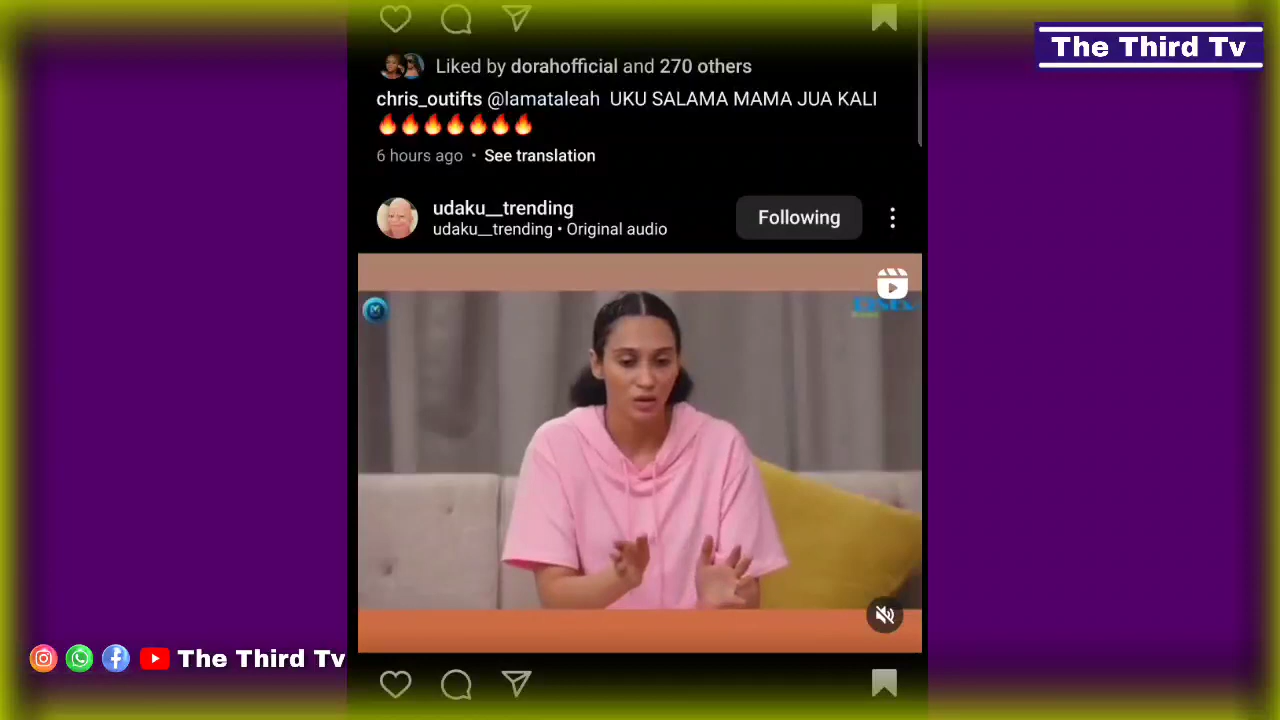 The Third Tv
Liked by dorahofficial and 270 others
chris_outifts @lamataleah UKU SALAMA MAMA JUA KALI
🔥🔥🔥🔥🔥🔥🔥
6 hours ago • See translation
udaku__trending
udaku__trending • Original audio
Following
The Third Tv